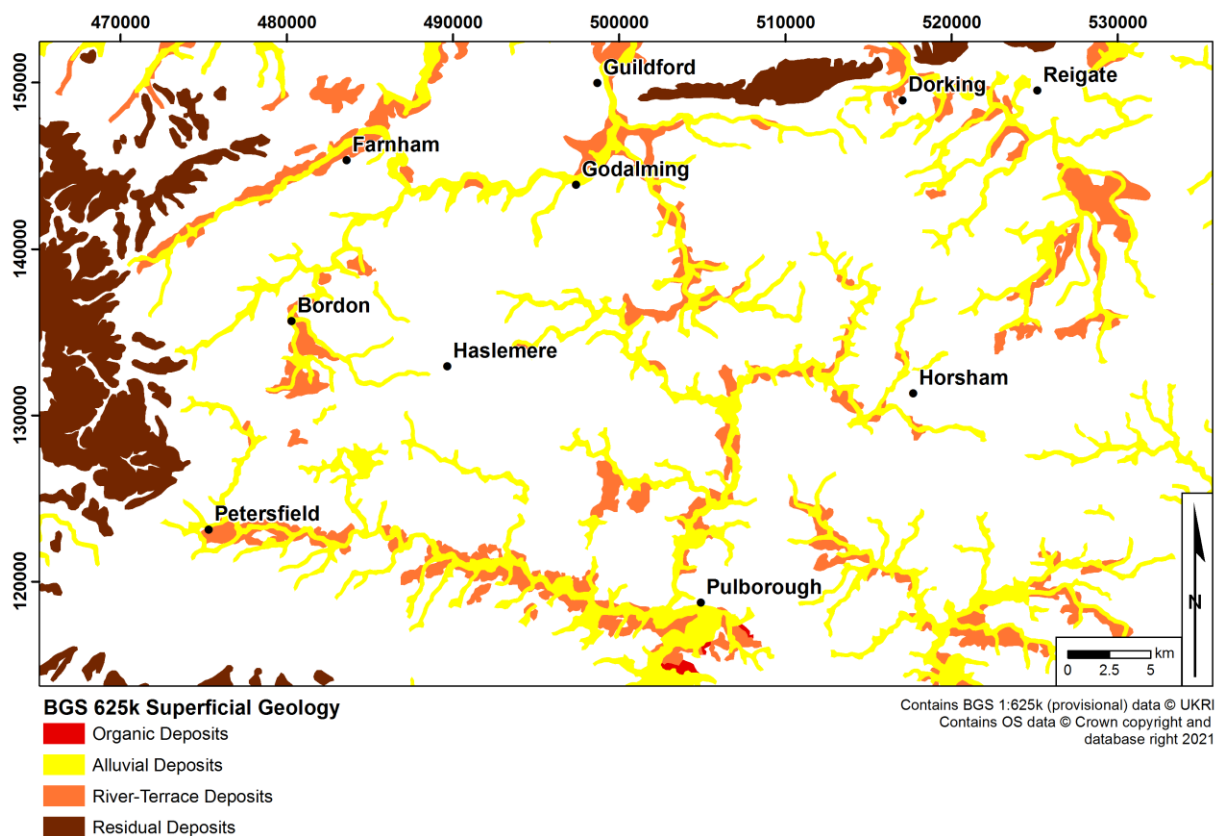 470000 480000 490000 500000 510000 520000 530000
150000
140000
130000
120000
Guildford
Dorking
Reigate
Farnham
Godalming
Bordon
Haslemere
Horsham
Petersfield
Pulborough
N
km
0 2.5 5
BGS 625k Superficial Geology
Organic Deposits
Alluvial Deposits
River-Terrace Deposits
Residual Deposits
Contains BGS 1:625k (provisional) data © UKRI
Contains OS data © Crown copyright and
database right 2021